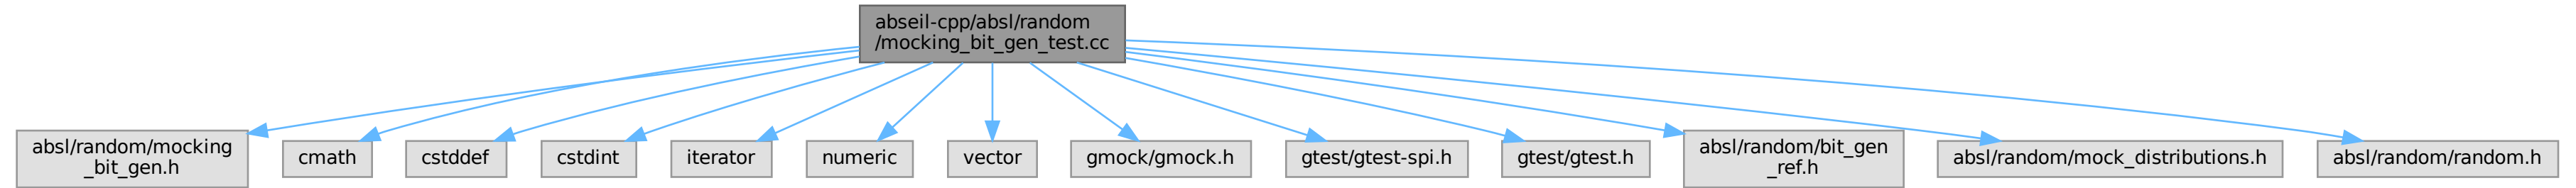 abseil-cpp/absl/random
/mocking_bit_gen_test.cc
absl/random/mocking
_bit_gen.h
cmath
cstddef
cstdint
iterator
numeric
vector
gmock/gmock.h
gtest/gtest-spi.h
gtest/gtest.h
absl/random/bit_gen
_ref.h
absl/random/mock_distributions.h
absl/random/random.h